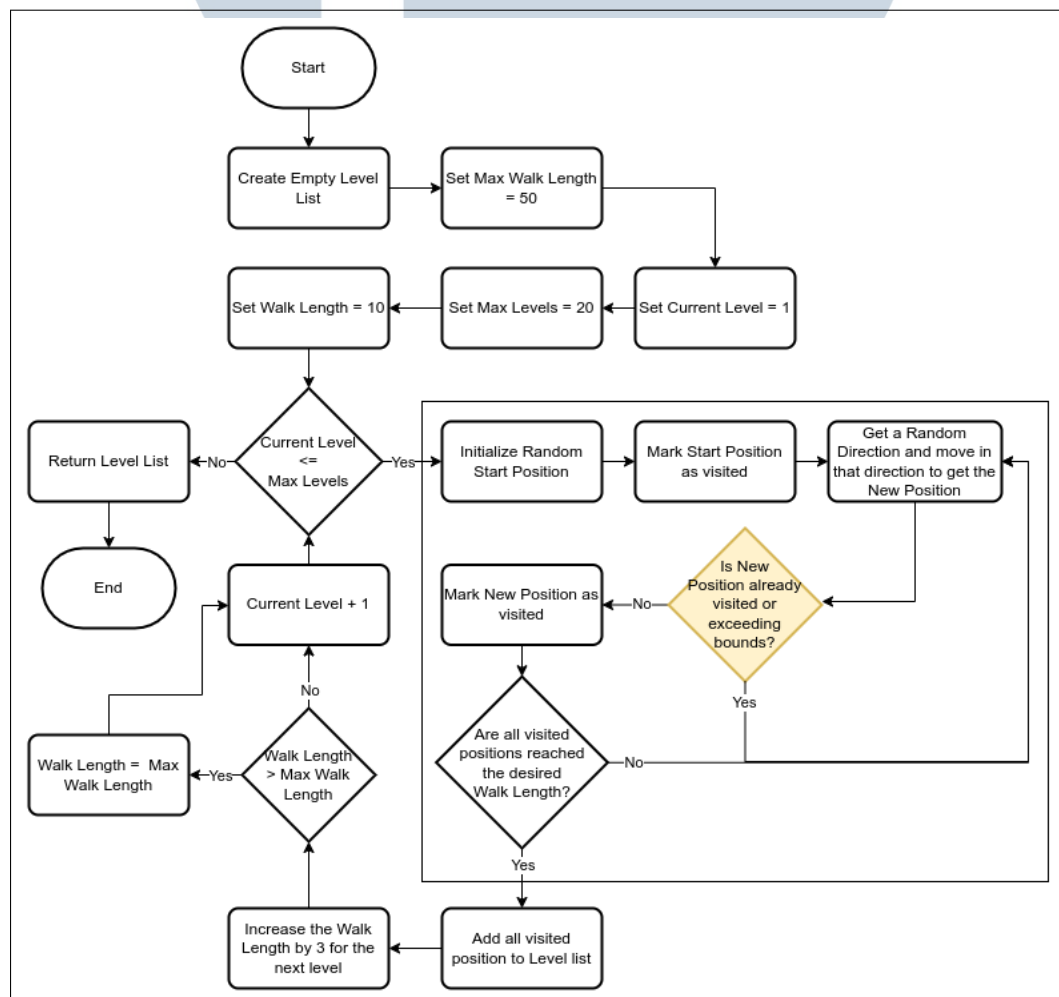 Start
Create Empty Level
List
Set Max Walk Length
= 50
Set Walk Length = 10
Set Max Levels = 20
Set Current Level = 1
Return Level List
No
Current Level
<=
Max Levels
Yes
Initialize Random
Start Position
Mark Start Position
as visited
Get a Random
Direction and move in
that direction to get the
New Position
End
Current Level + 1
Mark New Position as
visited
No
Is New
Position already
visited or
exceeding
bounds?
Yes
No
Walk Length = Max
Walk Length
Yes
Walk Length
> Max Walk
Length
Are all visited
positions reached
the desired
Walk Length?
No
Yes
Increase the Walk
Length by 3 for the
next level
Add all visited
position to Level list